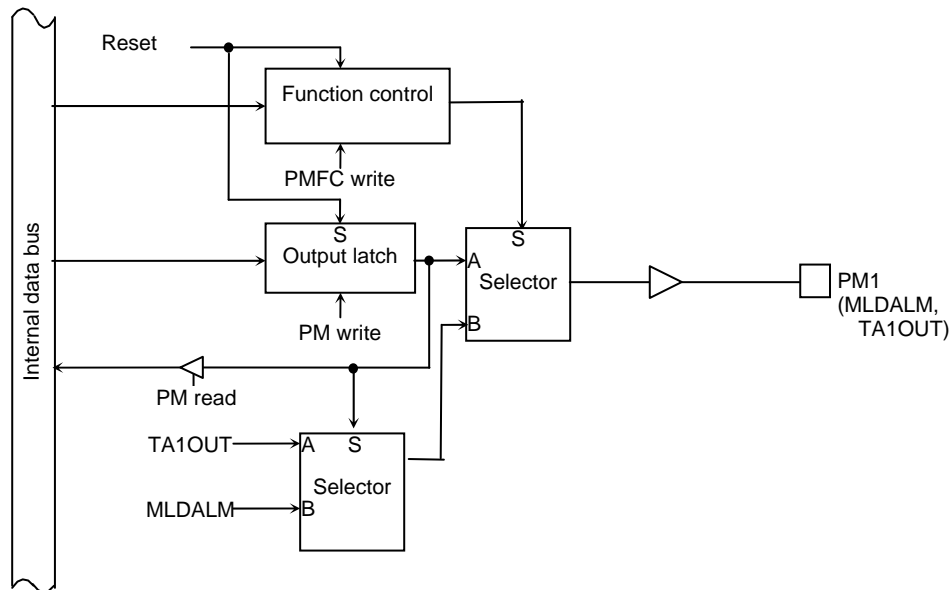 Reset
Function control
PMFC write
Internal data bus
S
Output latch
PM write
PM read
S
A
Selector
B
PM1
(MLDALM,
TA1OUT)
TA1OUT
A
S
Selector
MLDALM
B